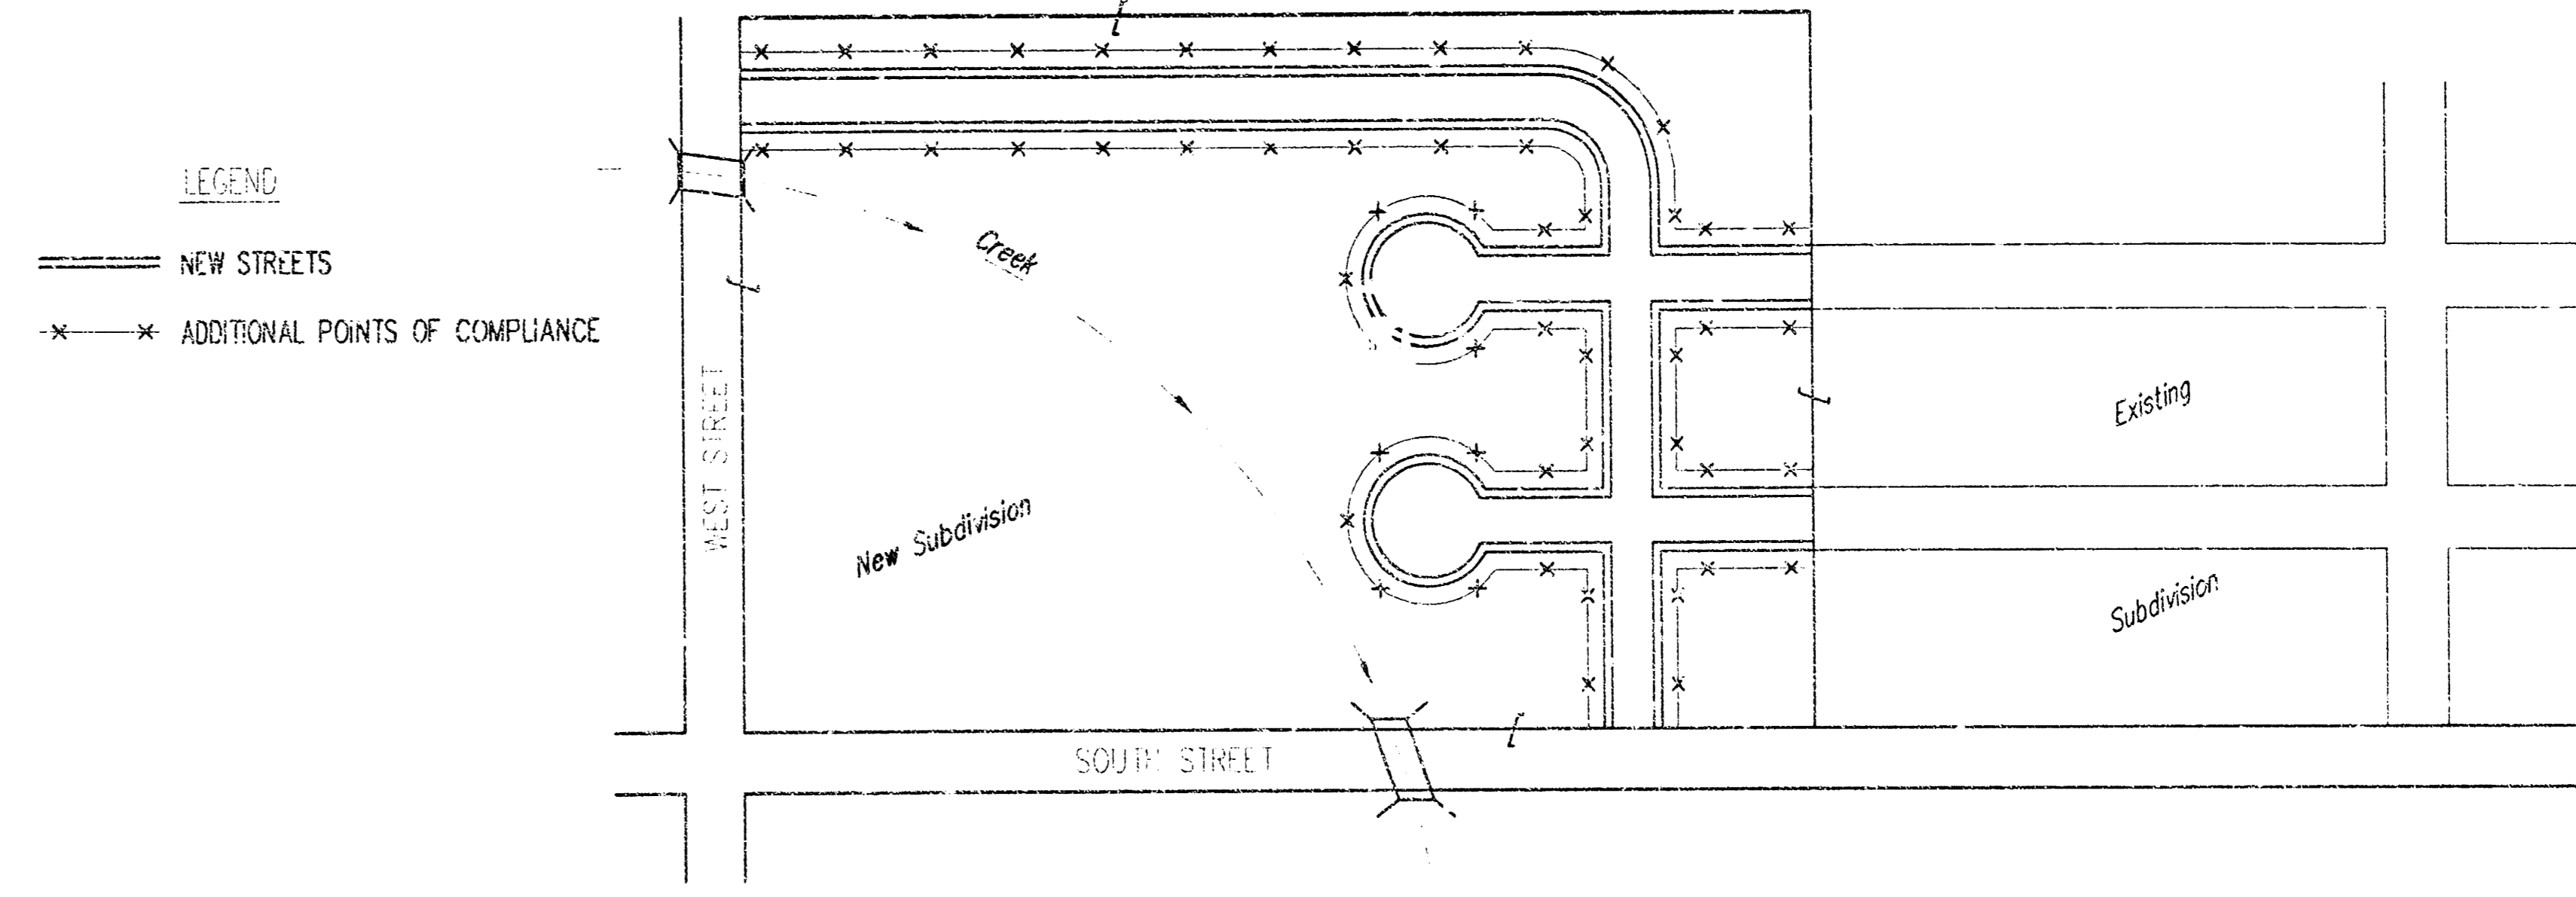 LEGEND
NEW STREETS
ADDITIONAL POINTS OF COMPLIANCE
Creek
WEST STREET
New Subdivision
Existing
Subdivision
SOUTH STREET